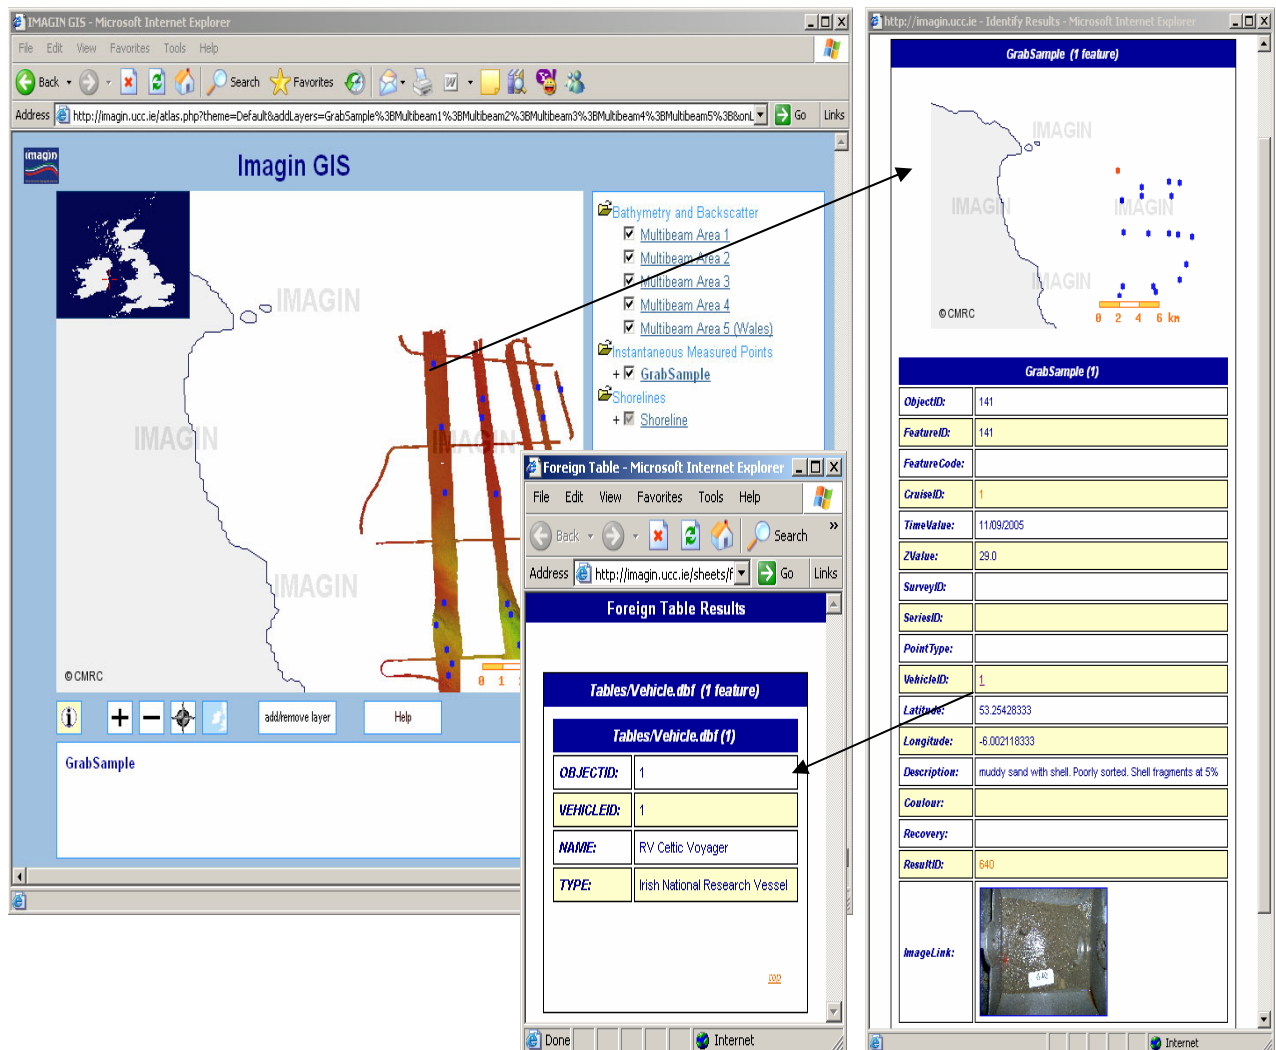 IMAGIN GIS - Microsoft Internet Explorer
File Edit View Favorites Tools Help
Back Search Favorites
Address http://imagin.ucc.ie/atlas.php?theme=Default&addLayers=GrabSample%3BMultibeam1%3BMultibeam2%3BMultibeam3%3BMultibeam4%3BMultibeam5%3B&onL Go Links
imagin
Imagin GIS
IMAGIN
IMAGIN
IMAGIN
IMAGIN
© CMRC
0 1
Bathymetry and Backscatter
Multibeam Area 1
Multibeam Area 2
Multibeam Area 3
Multibeam Area 4
Multibeam Area 5 (Wales)
Instantaneous Measured Points
+ GrabSample
Shorelines
+ Shoreline
add/remove layer
Help
GrabSample
Foreign Table - Microsoft Internet Explorer
File Edit View Favorites Tools Help
Back Search »
Address http://imagin.ucc.ie/sheets/f Go Links
Foreign Table Results
Tables/Vehicle.dbf (1 feature)
Tables/Vehicle.dbf (1)
OBJECTID: 1
VEHICLEID: 1
NAME: RV Celtic Voyager
TYPE: Irish National Research Vessel
top
Done Internet
http://imagin.ucc.ie - Identify Results - Microsoft Internet Explorer
GrabSample (1 feature)
IMAGIN
IMAGIN
IMAGIN
IMAGIN
© CMRC
0 2 4 6 km
GrabSample (1)
ObjectID: 141
FeatureID: 141
FeatureCode:
CruiseID: 1
TimeValue: 11/09/2005
ZValue: 29.0
SurveyID:
SeriesID:
PointType:
VehicleID: 1
Latitude: 53.25428333
Longitude: -6.002118333
Description: muddy sand with shell. Poorly sorted. Shell fragments at 5%
Coulour:
Recovery:
ResultID: 640
ImageLink:
640
Internet